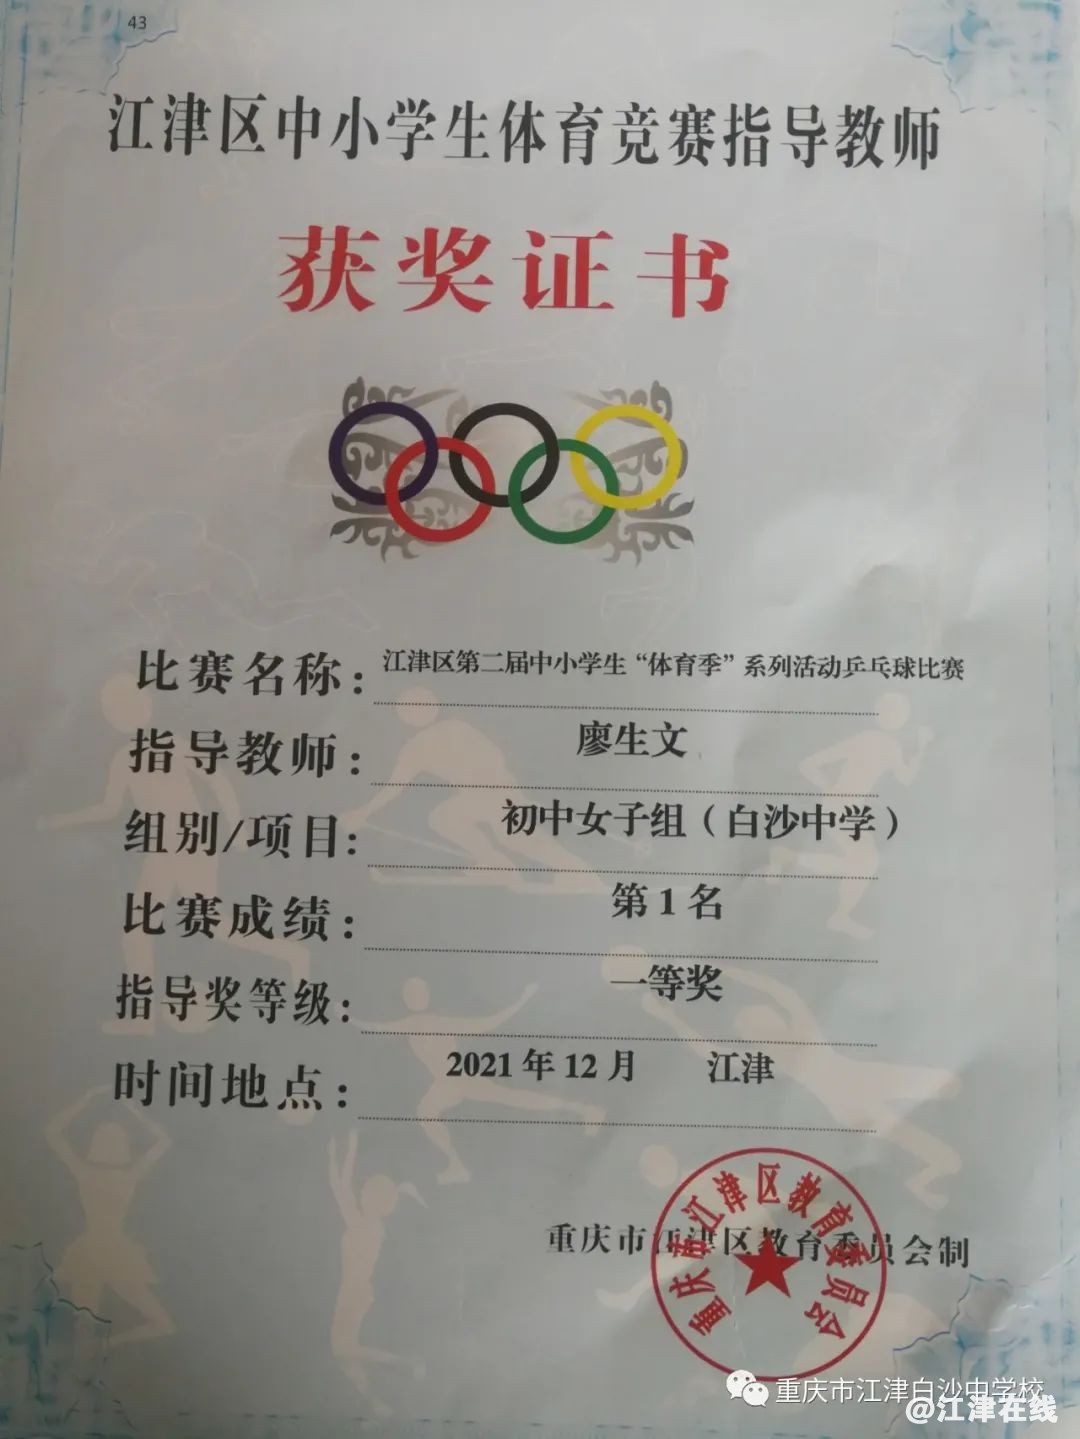 43
江津区中小学生体育竞赛指导教师
获奖证书
比赛名称：江津区第二届中小学生“体育季”系列活动乒乓球比赛
指导教师：廖生文
组别/项目：初中女子组（白沙中学）
比赛成绩：第1名
指导奖等级：一等奖
时间地点：2021年12月 江津
重庆市江津区教育委员会制
重庆市江津区教育委员会
重庆市江津白沙中学校
@江津在线